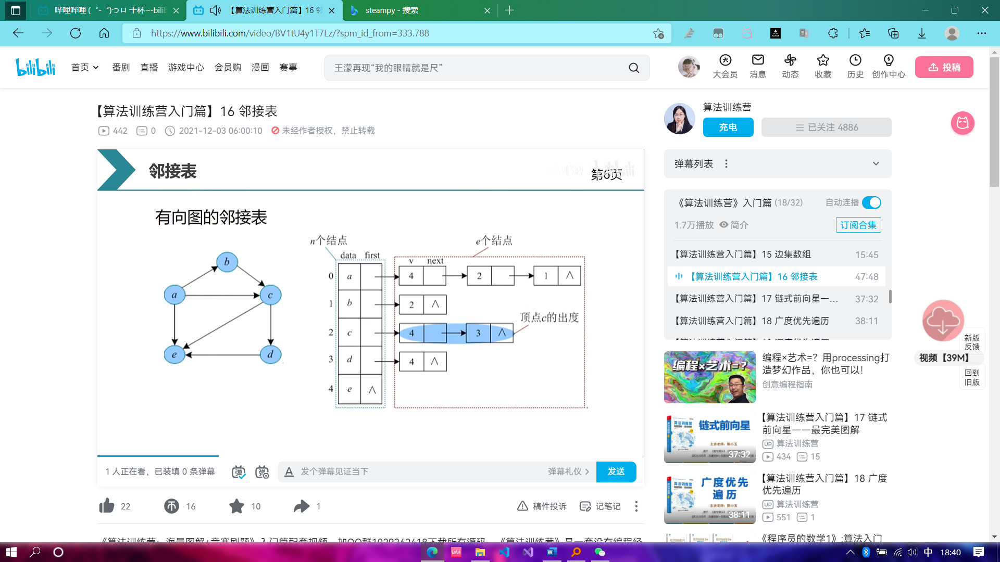 哔哩哔哩 (゜-゜)つロ 干杯~-bilib
【算法训练营入门篇】16 邻
steampy - 搜索
https://www.bilibili.com/video/BV1tU4y1T7Lz/?spm_id_from=333.788
bilibili
首页 番剧 直播 游戏中心 会员购 漫画 赛事
王濛再现“我的眼睛就是尺”
大会员 消息 动态 收藏 历史 创作中心
投稿
【算法训练营入门篇】16 邻接表
442 0 2021-12-03 06:00:10 未经作者授权，禁止转载
邻接表
第6页
有向图的邻接表
n个结点
e个结点
data first
v next
0 a 4 2 1 ∧
1 b 2 ∧
2 c 4 3 ∧
3 d 4 ∧
4 e ∧
顶点c的出度
b
a c
e d
1 人正在看，已装填 0 条弹幕
弹 弹
A 发个弹幕见证当下 弹幕礼仪
发送
22 16 10 1
稿件投诉 记笔记
《算法训练营：海量图解+竞赛刷题》入门篇配套视频，加QQ群1029262418下载所有源码。 《算法训练营》是一套没有编程经
算法训练营
充电
已关注 4886
弹幕列表
《算法训练营》入门篇 (18/32) 自动连播
1.7万播放 简介
订阅合集
【算法训练营入门篇】15 边集数组 15:45
【算法训练营入门篇】16 邻接表 47:48
【算法训练营入门篇】17 链式前向星一... 37:32
【算法训练营入门篇】18 广度优先遍历 38:11
编程×艺术=?
编程×艺术=？用processing打
造梦幻作品，你也可以！
创意编程指南
链式前向星
主讲老师：陈小玉
37:32
【算法训练营入门篇】17 链式
前向星一一最完美图解
UP 算法训练营
434 15
广度优先
遍历
38:11
【算法训练营入门篇】18 广度
优先遍历
UP 算法训练营
551 1
《程序员的数学1》:算法入门
新版
反馈
视频【39M】
回到
旧版
中 18:40